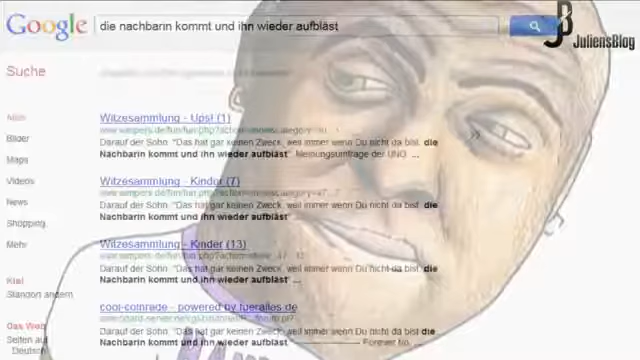 Google
die nachbarin kommt und ihn wieder aufbläst
JuliensBlog
Suche
Bilder
Maps
Videos
News
Shopping
Mehr
Kiel
Standort ändern
Das Web
Seiten auf
Deutsch
Witzesammlung - Ups! (1)
Darauf der Sohn: "Das hat gar keinen Zweck, weil immer wenn Du nicht da bist, die
Nachbarin kommt und ihn wieder aufbläst" Meinungsumfrage der UNO ...
Witzesammlung - Kinder (7)
Darauf der Sohn: "Das hat gar keinen Zweck, weil immer wenn Du nicht da bist, die
Nachbarin kommt und ihn wieder aufbläst" ...
Witzesammlung - Kinder (13)
Darauf der Sohn: "Das hat gar keinen Zweck, weil immer wenn Du nicht da bist, die
Nachbarin kommt und ihn wieder aufbläst" ...
cool-comrade - powered by fueralles.de
Darauf der Sohn: "Das hat gar keinen Zweck, weil immer wenn Du nicht da bist die
Nachbarin kommt und ihn wieder aufbläst."